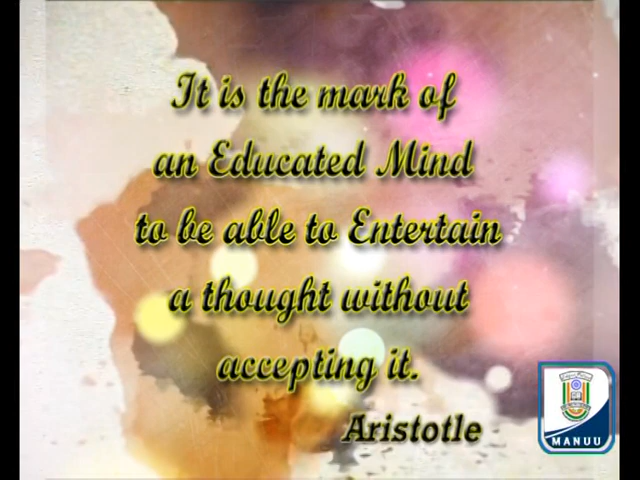 It is the mark of
an Educated Mind
to be able to Entertain
a thought without
accepting it.
Aristotle
MANUU